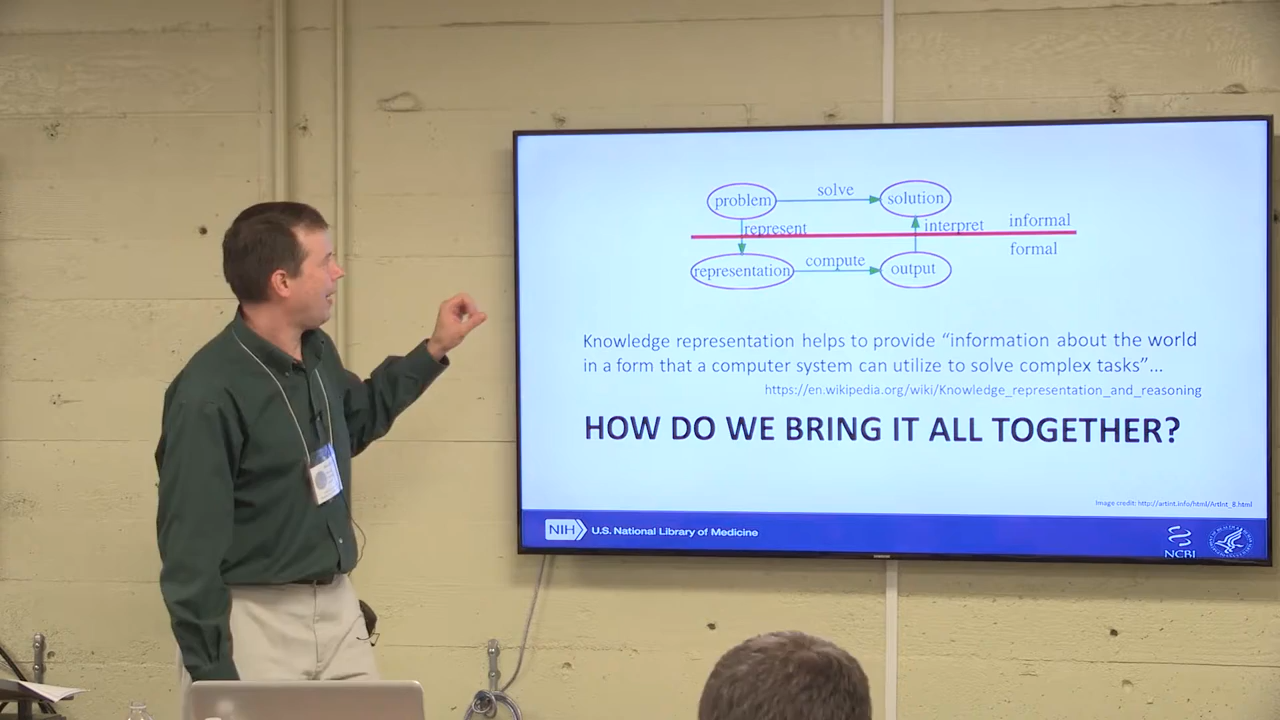 problem solve solution
represent interpret informal
formal
representation compute output
Knowledge representation helps to provide “information about the world
in a form that a computer system can utilize to solve complex tasks”...
https://en.wikipedia.org/wiki/Knowledge_representation_and_reasoning
HOW DO WE BRING IT ALL TOGETHER?
Image credit: http://artint.info/html/ArtInt_8.html
NIH U.S. National Library of Medicine
NCBI